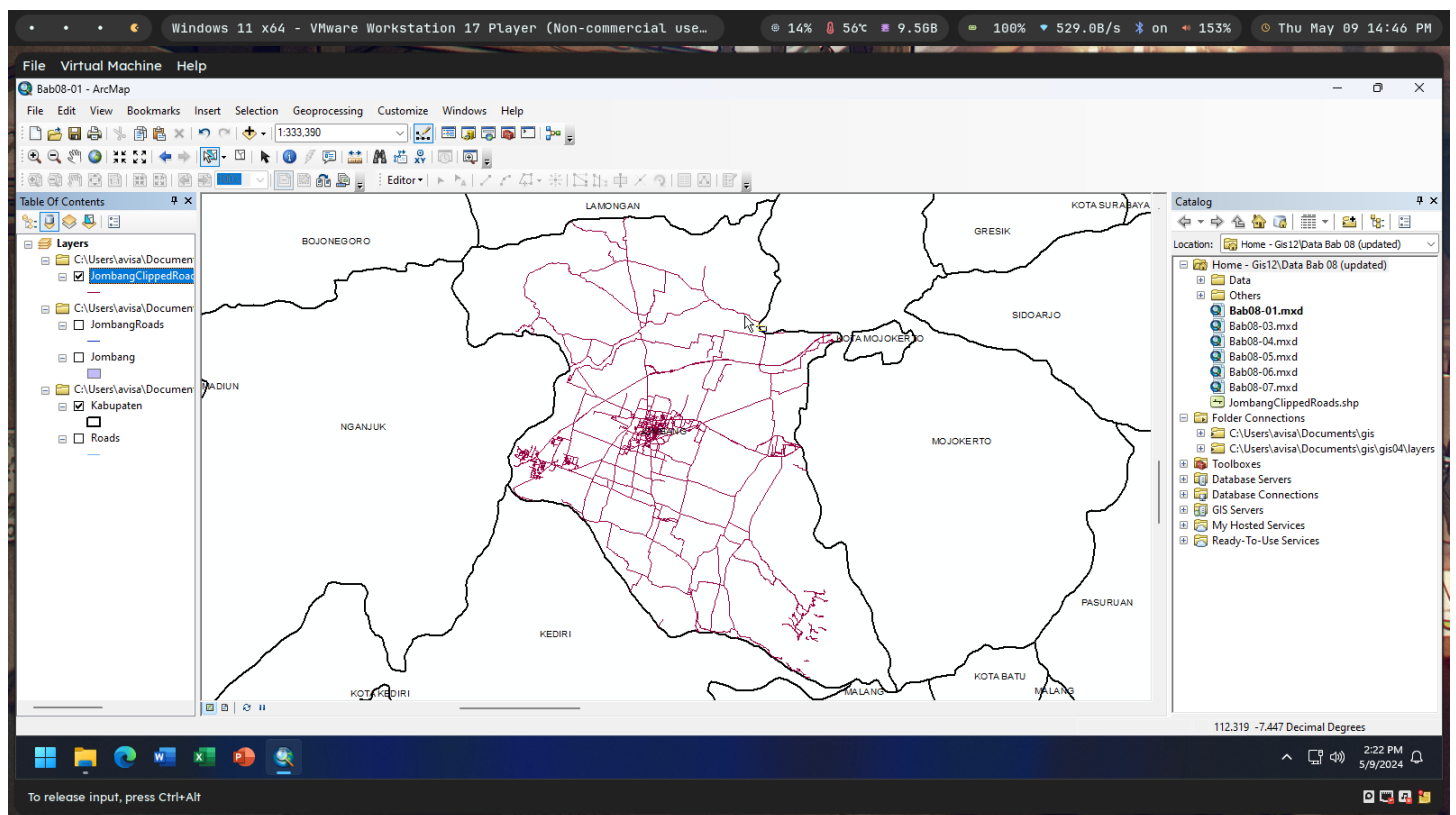 Windows 11 x64 - VMware Workstation 17 Player (Non-commercial use…
14% 56℃ 9.5GB
100% 529.0B/s on 153%
Thu May 09 14:46 PM
File Virtual Machine Help
Bab08-01 - ArcMap
File Edit View Bookmarks Insert Selection Geoprocessing Customize Windows Help
1:333,390
Editor
Table Of Contents
Layers
C:\Users\avisa\Documen
JombangClippedRoad
C:\Users\avisa\Documen
JombangRoads
Jombang
C:\Users\avisa\Documen
Kabupaten
Roads
LAMONGAN
KOTA SURABAYA
BOJONEGORO
GRESIK
SIDOARJO
KOTA MOJOKERTO
MADIUN
NGANJUK
MOJOKERTO
PASURUAN
KEDIRI
KOTA BATU
KOTA KEDIRI
MALANG
MALANG
Catalog
Location: Home - Gis12\Data Bab 08 (updated)
Home - Gis12\Data Bab 08 (updated)
Data
Others
Bab08-01.mxd
Bab08-03.mxd
Bab08-04.mxd
Bab08-05.mxd
Bab08-06.mxd
Bab08-07.mxd
JombangClippedRoads.shp
Folder Connections
C:\Users\avisa\Documents\gis
C:\Users\avisa\Documents\gis\gis04\layers
Toolboxes
Database Servers
Database Connections
GIS Servers
My Hosted Services
Ready-To-Use Services
112.319 -7.447 Decimal Degrees
2:22 PM
5/9/2024
To release input, press Ctrl+Alt